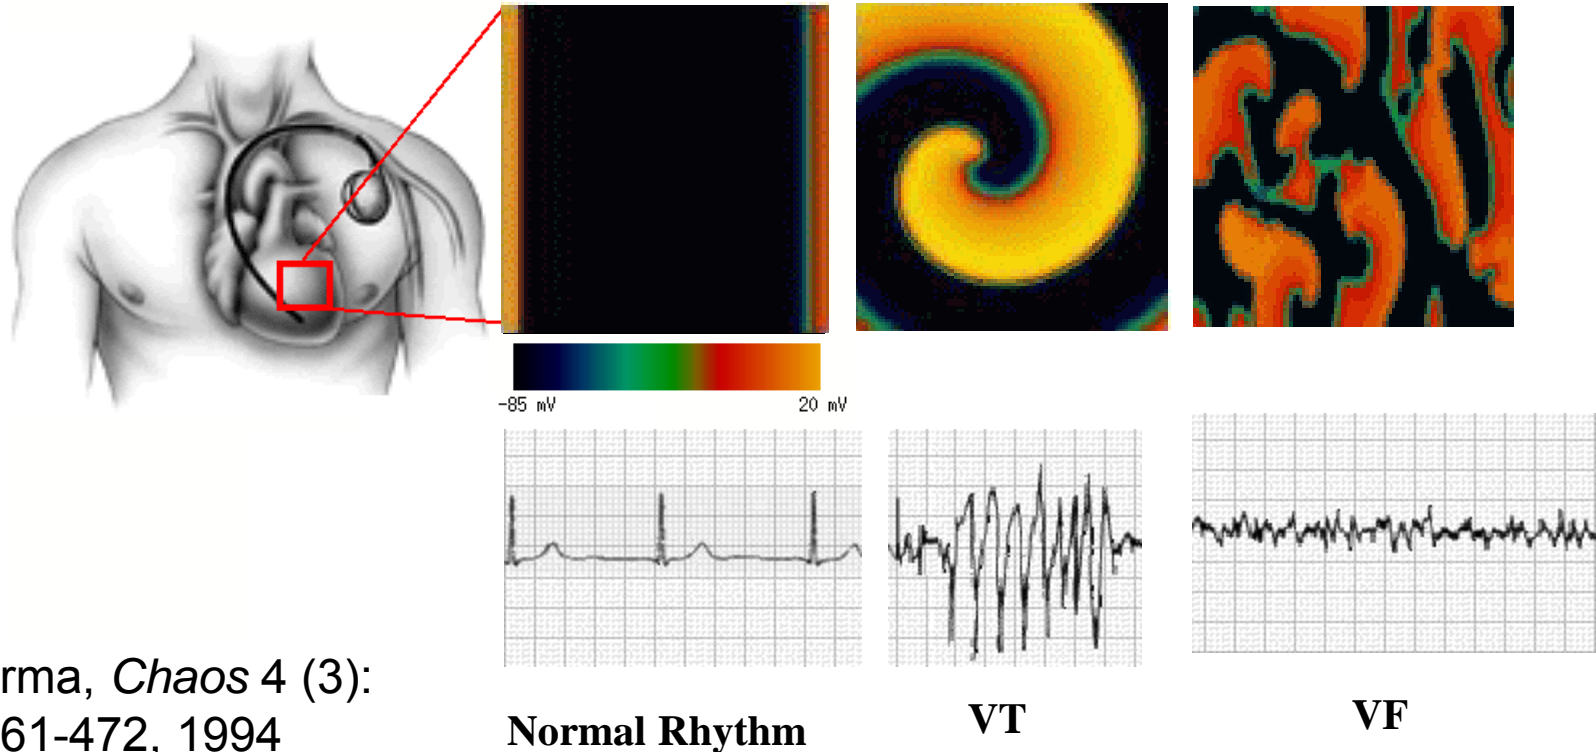 -85 mV 20 mV
rma, Chaos 4 (3):
61-472, 1994
Normal Rhythm VT VF